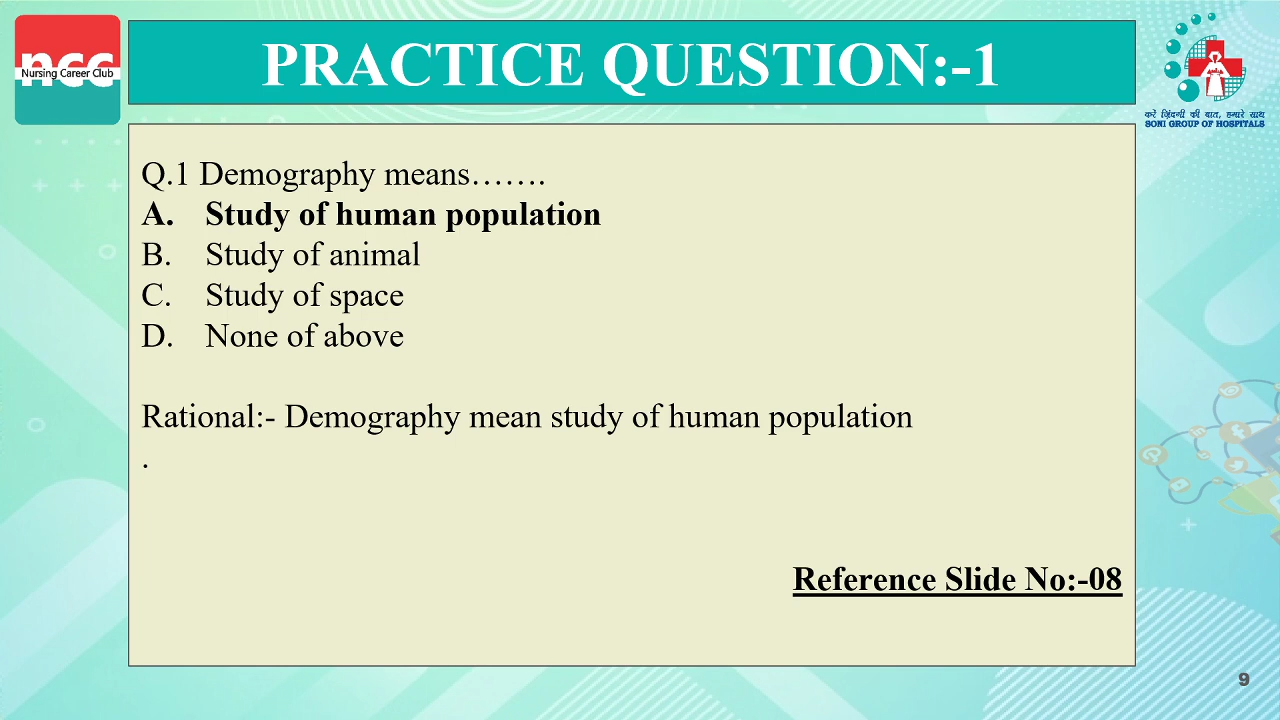 ncc
Nursing Career Club
PRACTICE QUESTION:-1
करे ज़िंदगी की बात, हमारे साथ
SONI GROUP OF HOSPITALS
Q.1 Demography means…….
A. Study of human population
B. Study of animal
C. Study of space
D. None of above
Rational:- Demography mean study of human population
.
Reference Slide No:-08
9